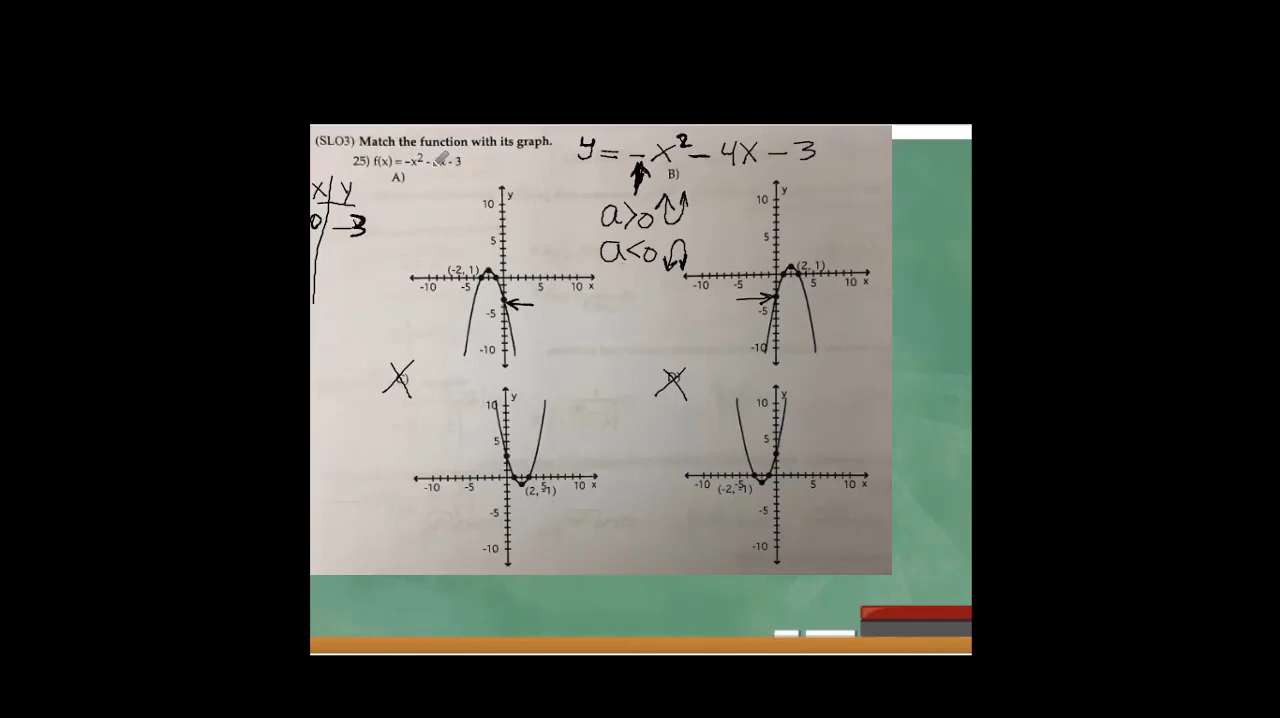 (SLO3) Match the function with its graph.
y = -x² - 4x - 3
25) f(x) = -x² - x - 3
A)
B)
x y
0 -3
a>0
a<0
10
y
5
(-2, 1)
-10 -5 5 10 x
-5
-10
10
y
5
(2, 1)
-10 5 10 x
-5
-10
C)
D)
10
y
5
-10 -5 10 x
(2, -1)
-5
-10
10
y
5
-10 -5 5 10 x
(-2, -1)
-5
-10